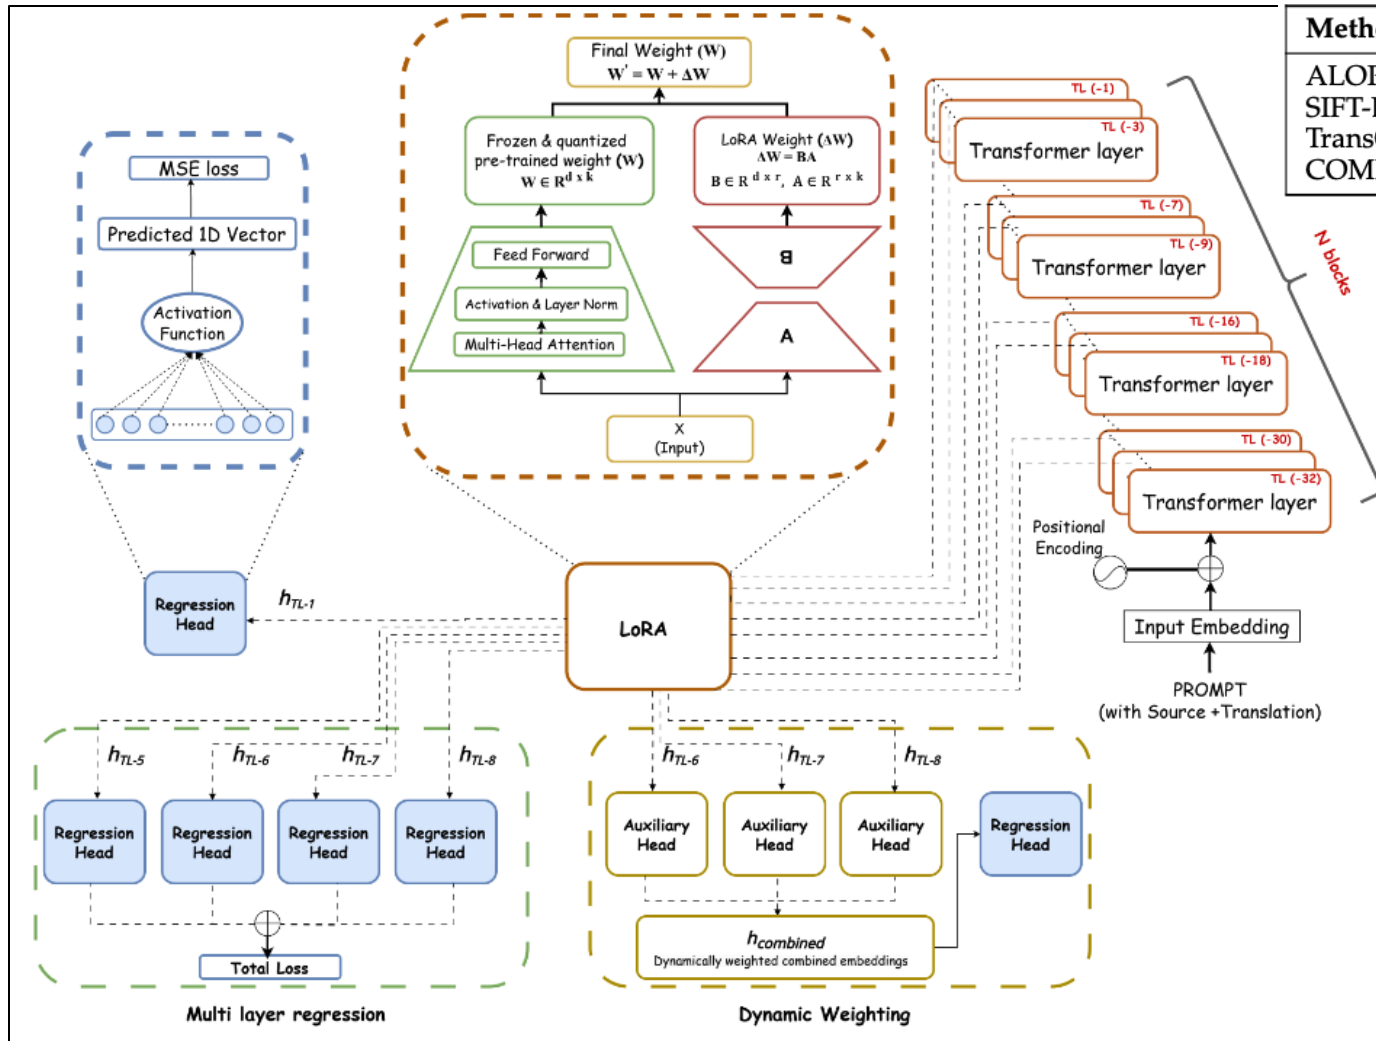 Final Weight (W)
W' = W + ΔW
Frozen & quantized
pre-trained weight (W)
W ∈ R^{d x k}
LoRA Weight (ΔW)
ΔW = BA
B ∈ R^{d x r}, A ∈ R^{r x k}
Feed Forward
Activation & Layer Norm
Multi-Head Attention
B
A
X
(Input)
MSE loss
Predicted 1D Vector
Activation
Function
TL (-1)
TL (-3)
Transformer layer
TL (-7)
TL (-9)
Transformer layer
TL (-16)
TL (-18)
Transformer layer
TL (-30)
TL (-32)
Transformer layer
N blocks
Positional
Encoding
Input Embedding
PROMPT
(with Source +Translation)
Regression
Head
h_{TL-1}
LoRA
h_{TL-5}
h_{TL-6}
h_{TL-7}
h_{TL-8}
Regression
Head
Regression
Head
Regression
Head
Regression
Head
Total Loss
Multi layer regression
h_{TL-6}
h_{TL-7}
h_{TL-8}
Auxiliary
Head
Auxiliary
Head
Auxiliary
Head
Regression
Head
h_{combined}
Dynamically weighted combined embeddings
Dynamic Weighting